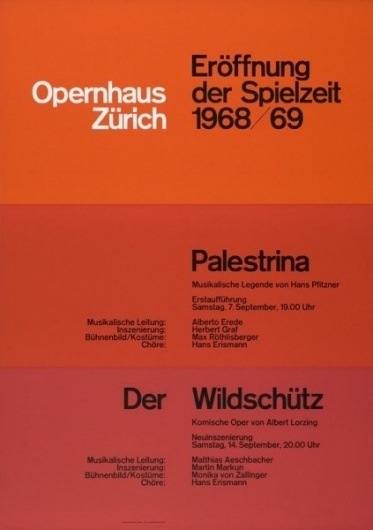 Opernhaus
Zürich
Eröffnung
der Spielzeit
1968/69
Palestrina
Musikalische Legende von Hans Pfitzner
Erstaufführung
Samstag, 7. September, 19.00 Uhr
Musikalische Leitung: Alberto Erede
Inszenierung: Herbert Graf
Bühnenbild/Kostüme: Max Röthlisberger
Chöre: Hans Erismann
Der Wildschütz
Komische Oper von Albert Lorzing
Neuinszenierung
Samstag, 14. September, 20.00 Uhr
Musikalische Leitung: Matthias Aeschbacher
Inszenierung: Martin Markun
Bühnenbild/Kostüme: Monika von Zallinger
Chöre: Hans Erismann